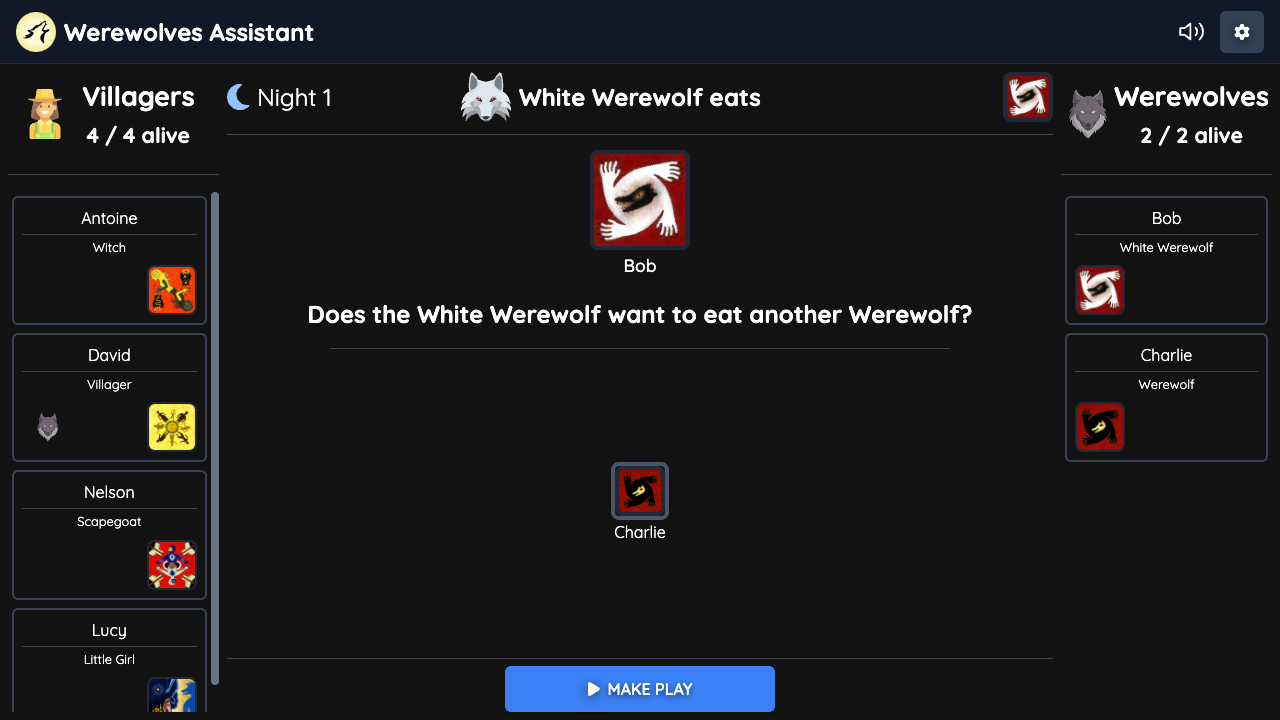 Werewolves Assistant
Villagers
4 / 4 alive
Antoine
Witch
David
Villager
Nelson
Scapegoat
Lucy
Little Girl
Night 1
White Werewolf eats
Bob
Does the White Werewolf want to eat another Werewolf?
Charlie
MAKE PLAY
Werewolves
2 / 2 alive
Bob
White Werewolf
Charlie
Werewolf